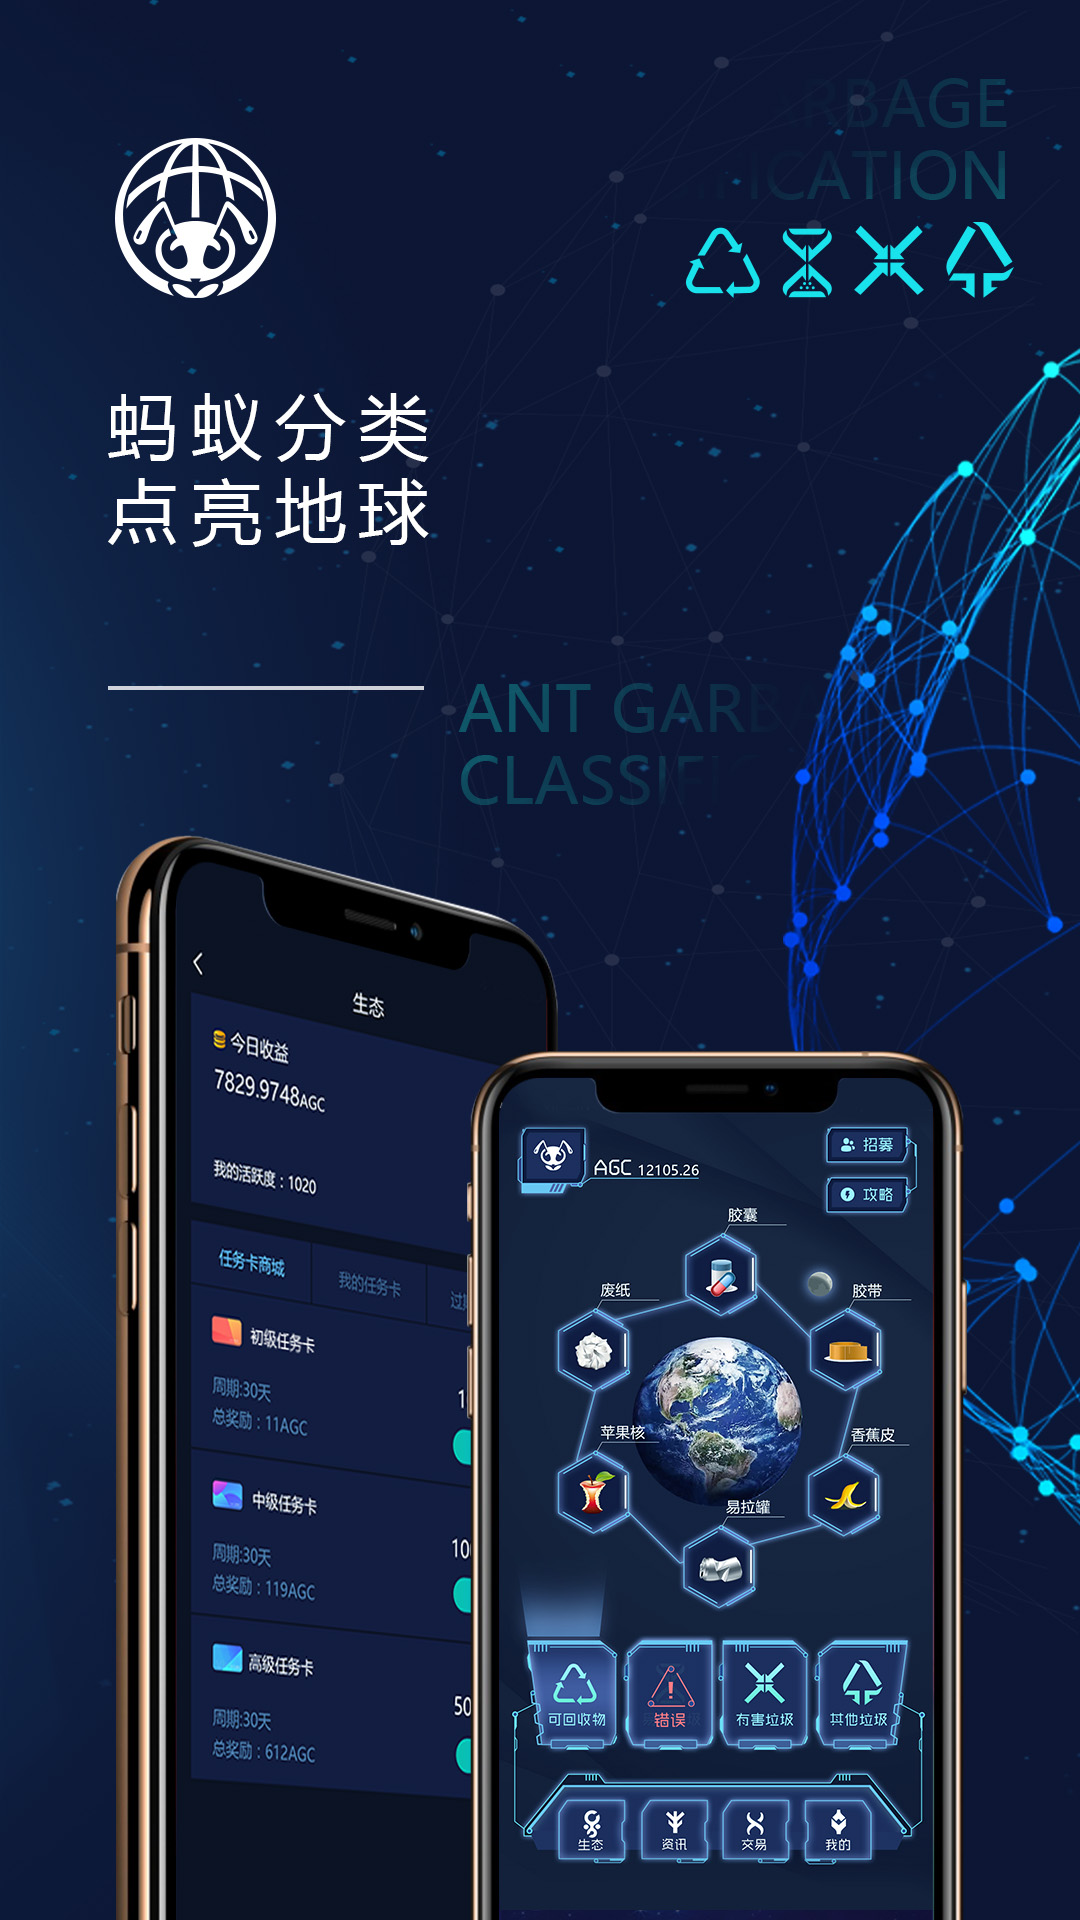 RBAGE
FICATION
蚂蚁分类
点亮地球
ANT GARB
CLASSIFI
生态
今日收益
7829.9748AGC
我的活跃度：1020
任务卡商城
我的任务卡
初级任务卡
周期:30天
总奖励：11AGC
中级任务卡
周期:30天
总奖励：119AGC
高级任务卡
周期:30天
总奖励：612AGC
AGC 12105.26
招募
攻略
胶囊
废纸
胶带
苹果核
香蕉皮
易拉罐
可回收物
错误
有害垃圾
其他垃圾
生态
资讯
交易
我的